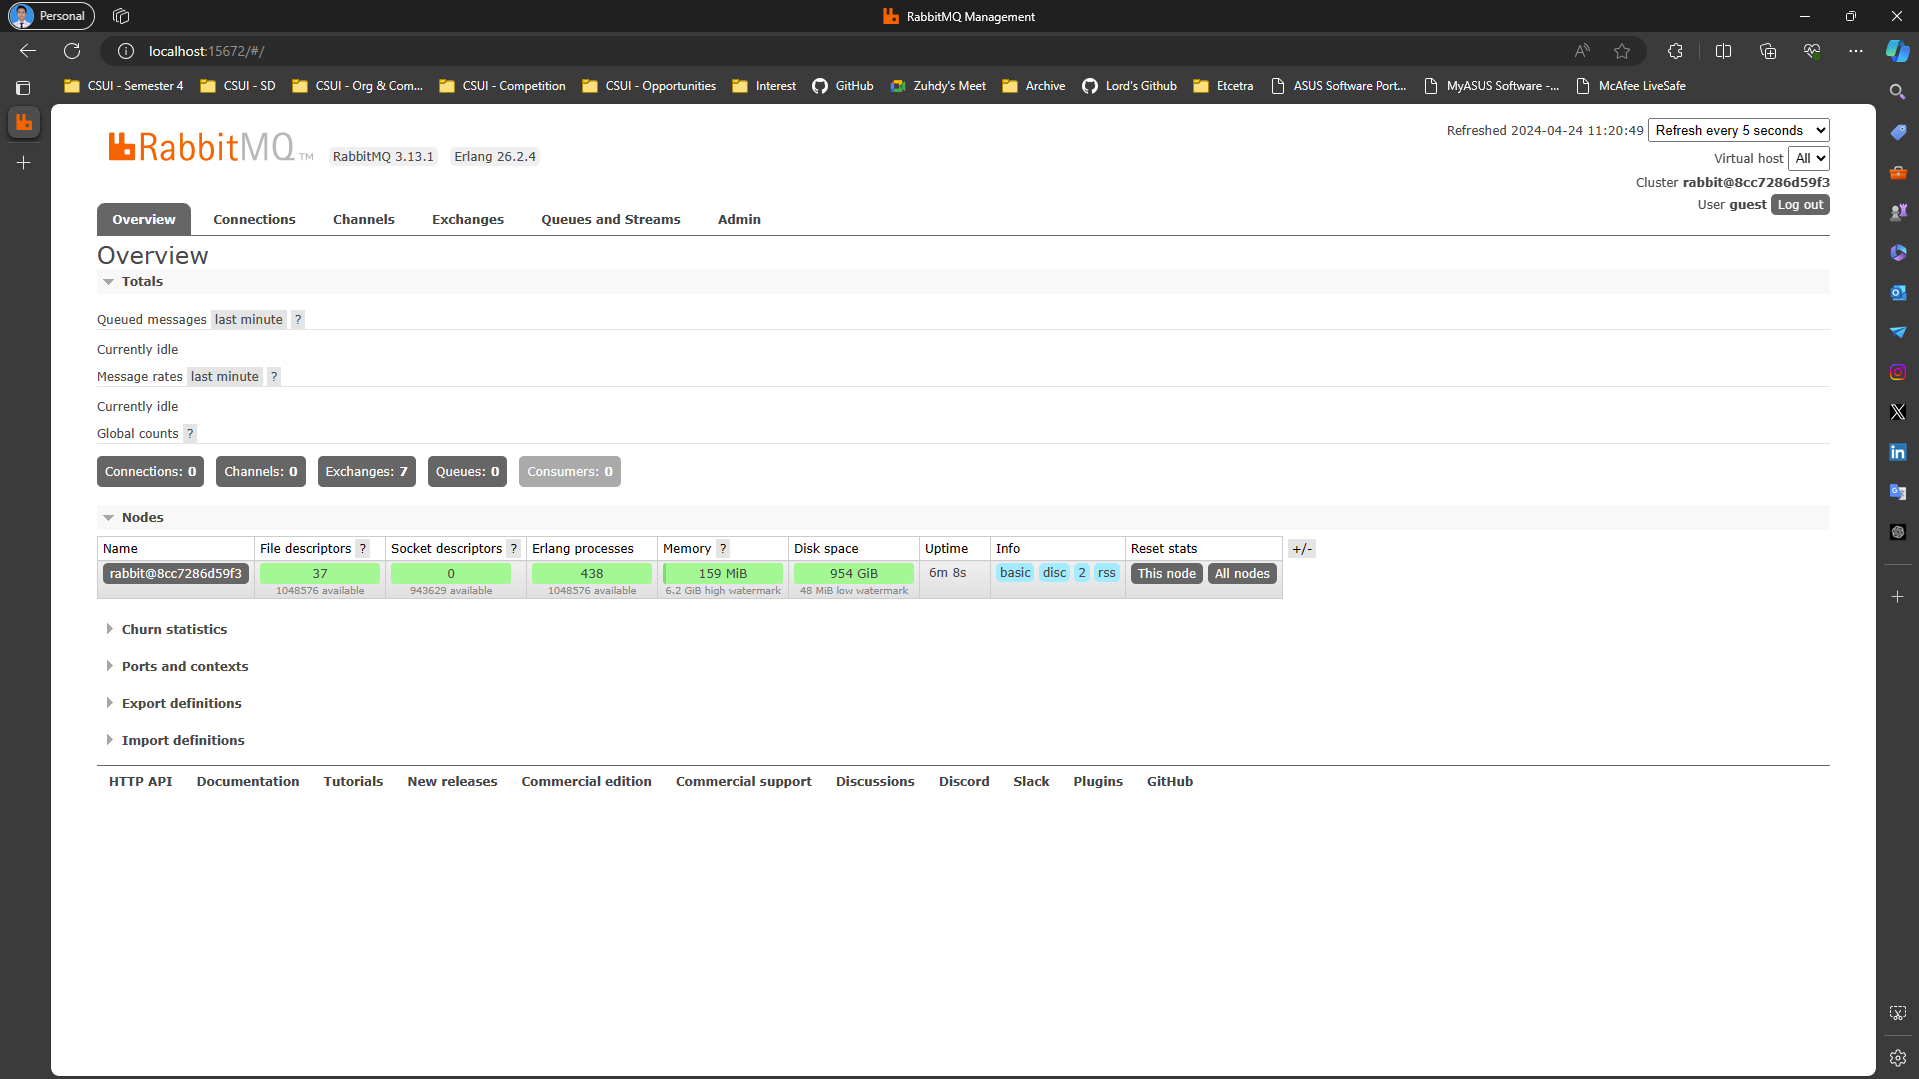 Personal
RabbitMQ Management
localhost:15672/#/
CSUI - Semester 4 CSUI - SD CSUI - Org & Com... CSUI - Competition CSUI - Opportunities Interest GitHub Zuhdy's Meet Archive Lord's Github Etcetra ASUS Software Port... MyASUS Software -... McAfee LiveSafe
RabbitMQ TM RabbitMQ 3.13.1 Erlang 26.2.4
Refreshed 2024-04-24 11:20:49 Refresh every 5 seconds
Virtual host All
Cluster rabbit@8cc7286d59f3
User guest Log out
Overview Connections Channels Exchanges Queues and Streams Admin
Overview
Totals
Queued messages last minute ?
Currently idle
Message rates last minute ?
Currently idle
Global counts ?
Connections: 0 Channels: 0 Exchanges: 7 Queues: 0 Consumers: 0
Nodes
Name File descriptors ? Socket descriptors ? Erlang processes Memory ? Disk space Uptime Info Reset stats +/-
rabbit@8cc7286d59f3 37 0 438 159 MiB 954 GiB 6m 8s basic disc 2 rss This node All nodes
1048576 available 943629 available 1048576 available 6.2 GiB high watermark 48 MiB low watermark
Churn statistics
Ports and contexts
Export definitions
Import definitions
HTTP API Documentation Tutorials New releases Commercial edition Commercial support Discussions Discord Slack Plugins GitHub